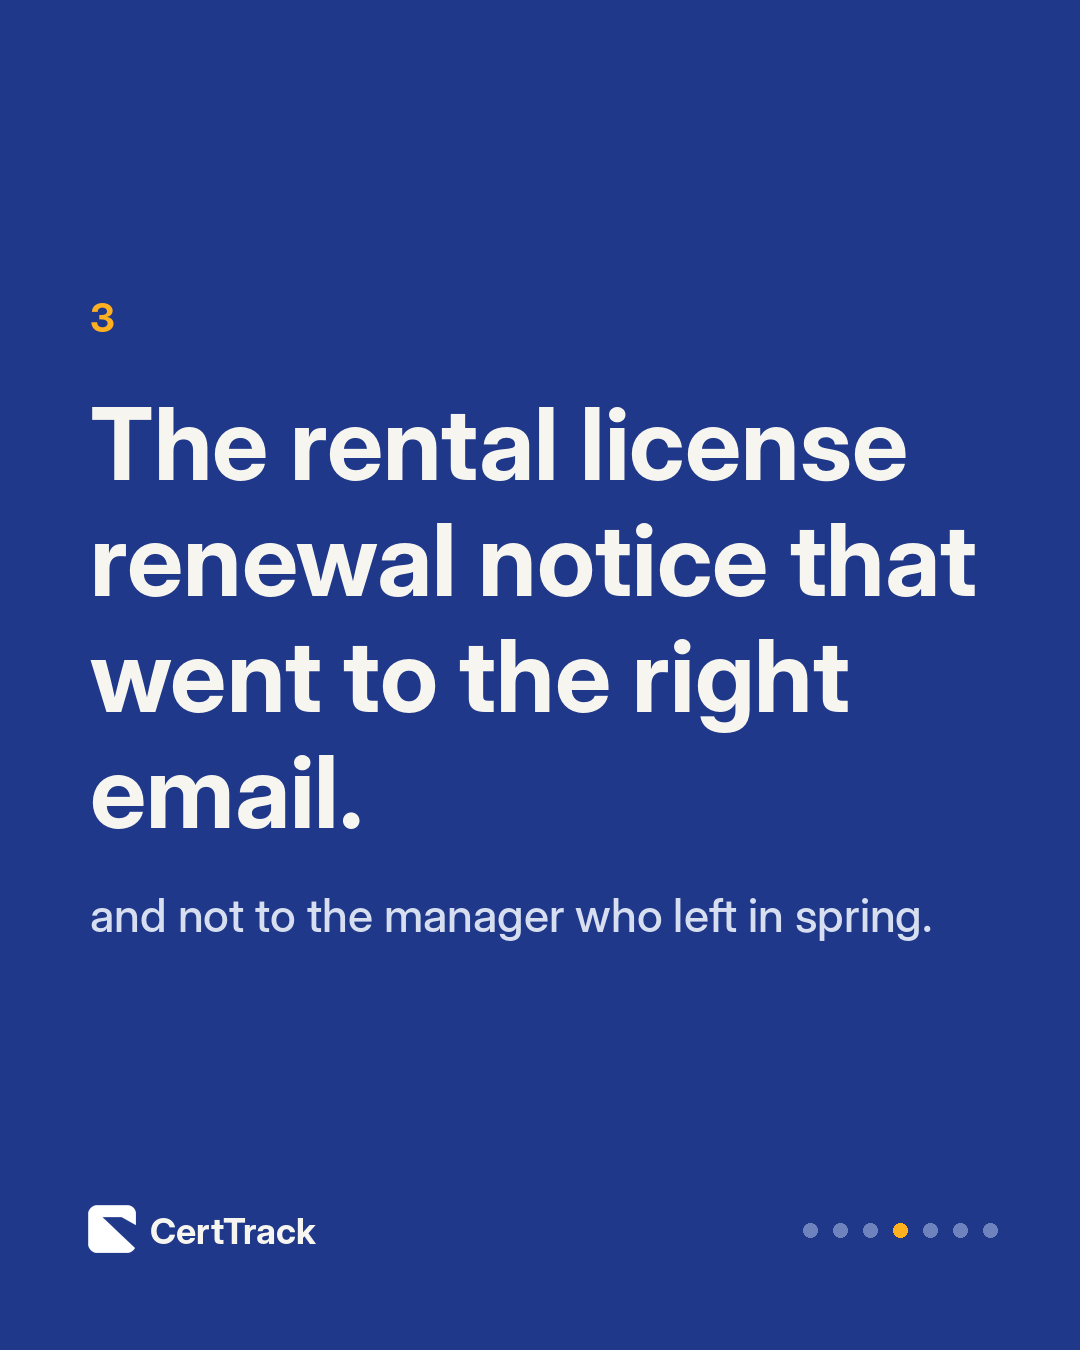 3
The rental license
renewal notice that
went to the right
email.
and not to the manager who left in spring.
CertTrack